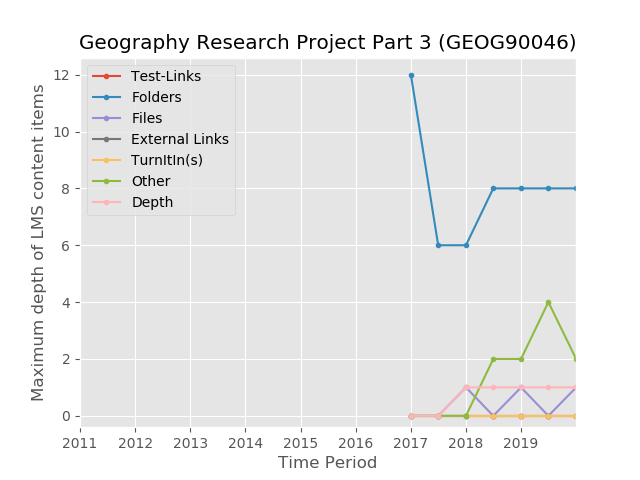 Geography Research Project Part 3 (GEOG90046)
Maximum depth of LMS content items
12
10
8
6
4
2
0
Test-Links
Folders
Files
External Links
TurnItIn(s)
Other
Depth
2011 2012 2013 2014 2015 2016 2017 2018 2019
Time Period